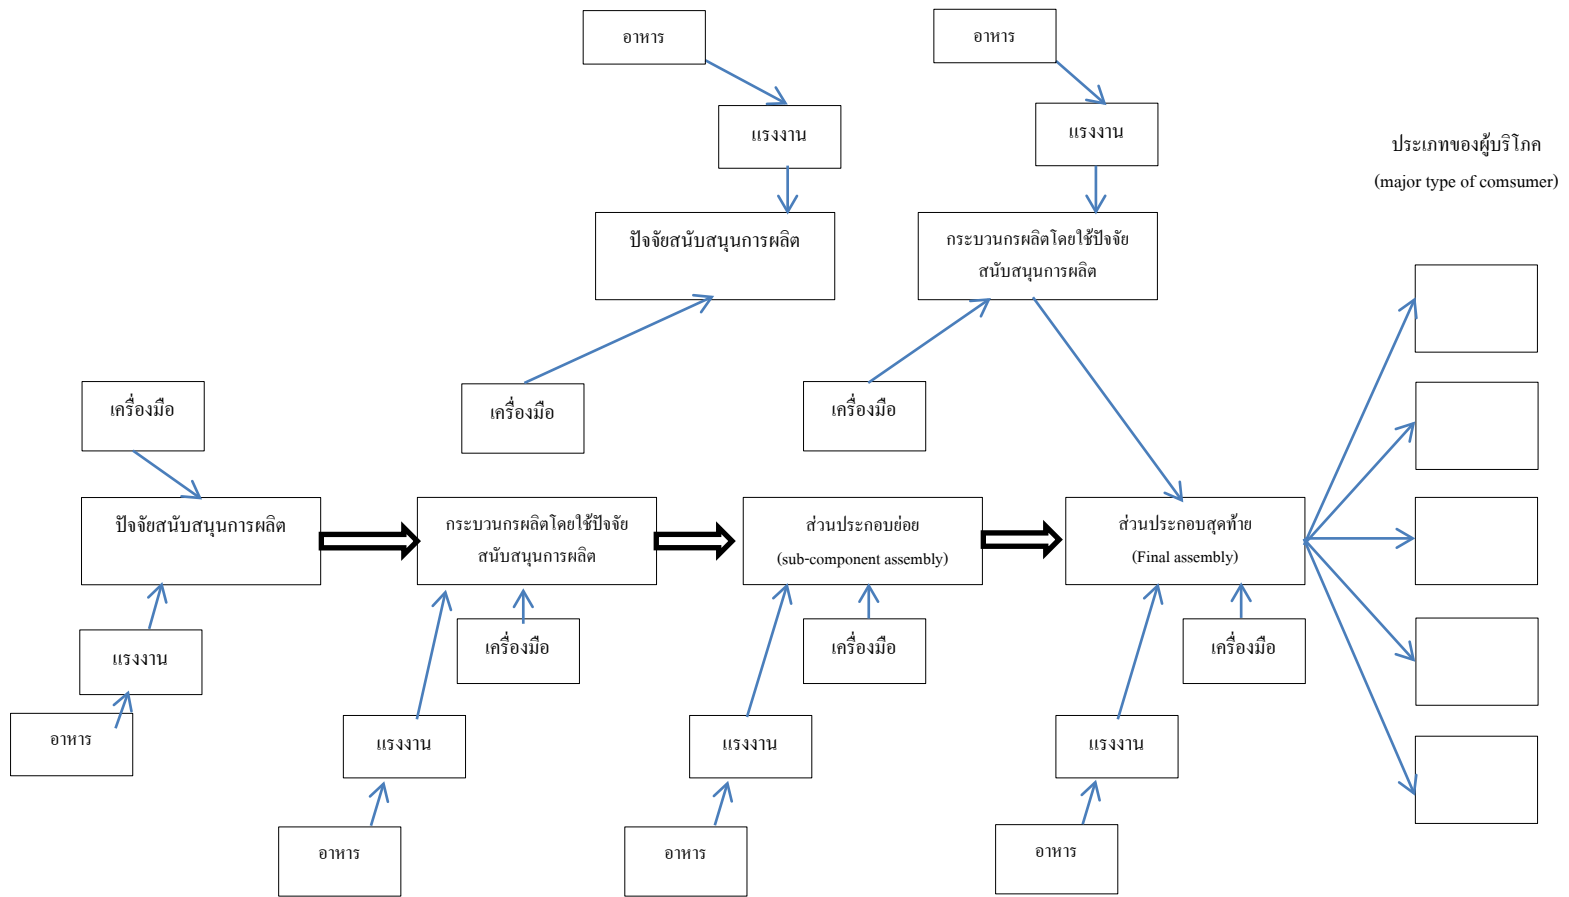 อาหาร
อาหาร
แรงงาน
แรงงาน
ประเภทของผู้บริโภค
(major type of comsumer)
ปัจจัยสนับสนุนการผลิต
กระบวนกรผลิตโดยใช้ปัจจัย
สนับสนุนการผลิต
เครื่องมือ
เครื่องมือ
เครื่องมือ
ปัจจัยสนับสนุนการผลิต
กระบวนกรผลิตโดยใช้ปัจจัย
สนับสนุนการผลิต
ส่วนประกอบย่อย
(sub-component assembly)
ส่วนประกอบสุดท้าย
(Final assembly)
แรงงาน
เครื่องมือ
เครื่องมือ
เครื่องมือ
อาหาร
แรงงาน
แรงงาน
แรงงาน
อาหาร
อาหาร
อาหาร